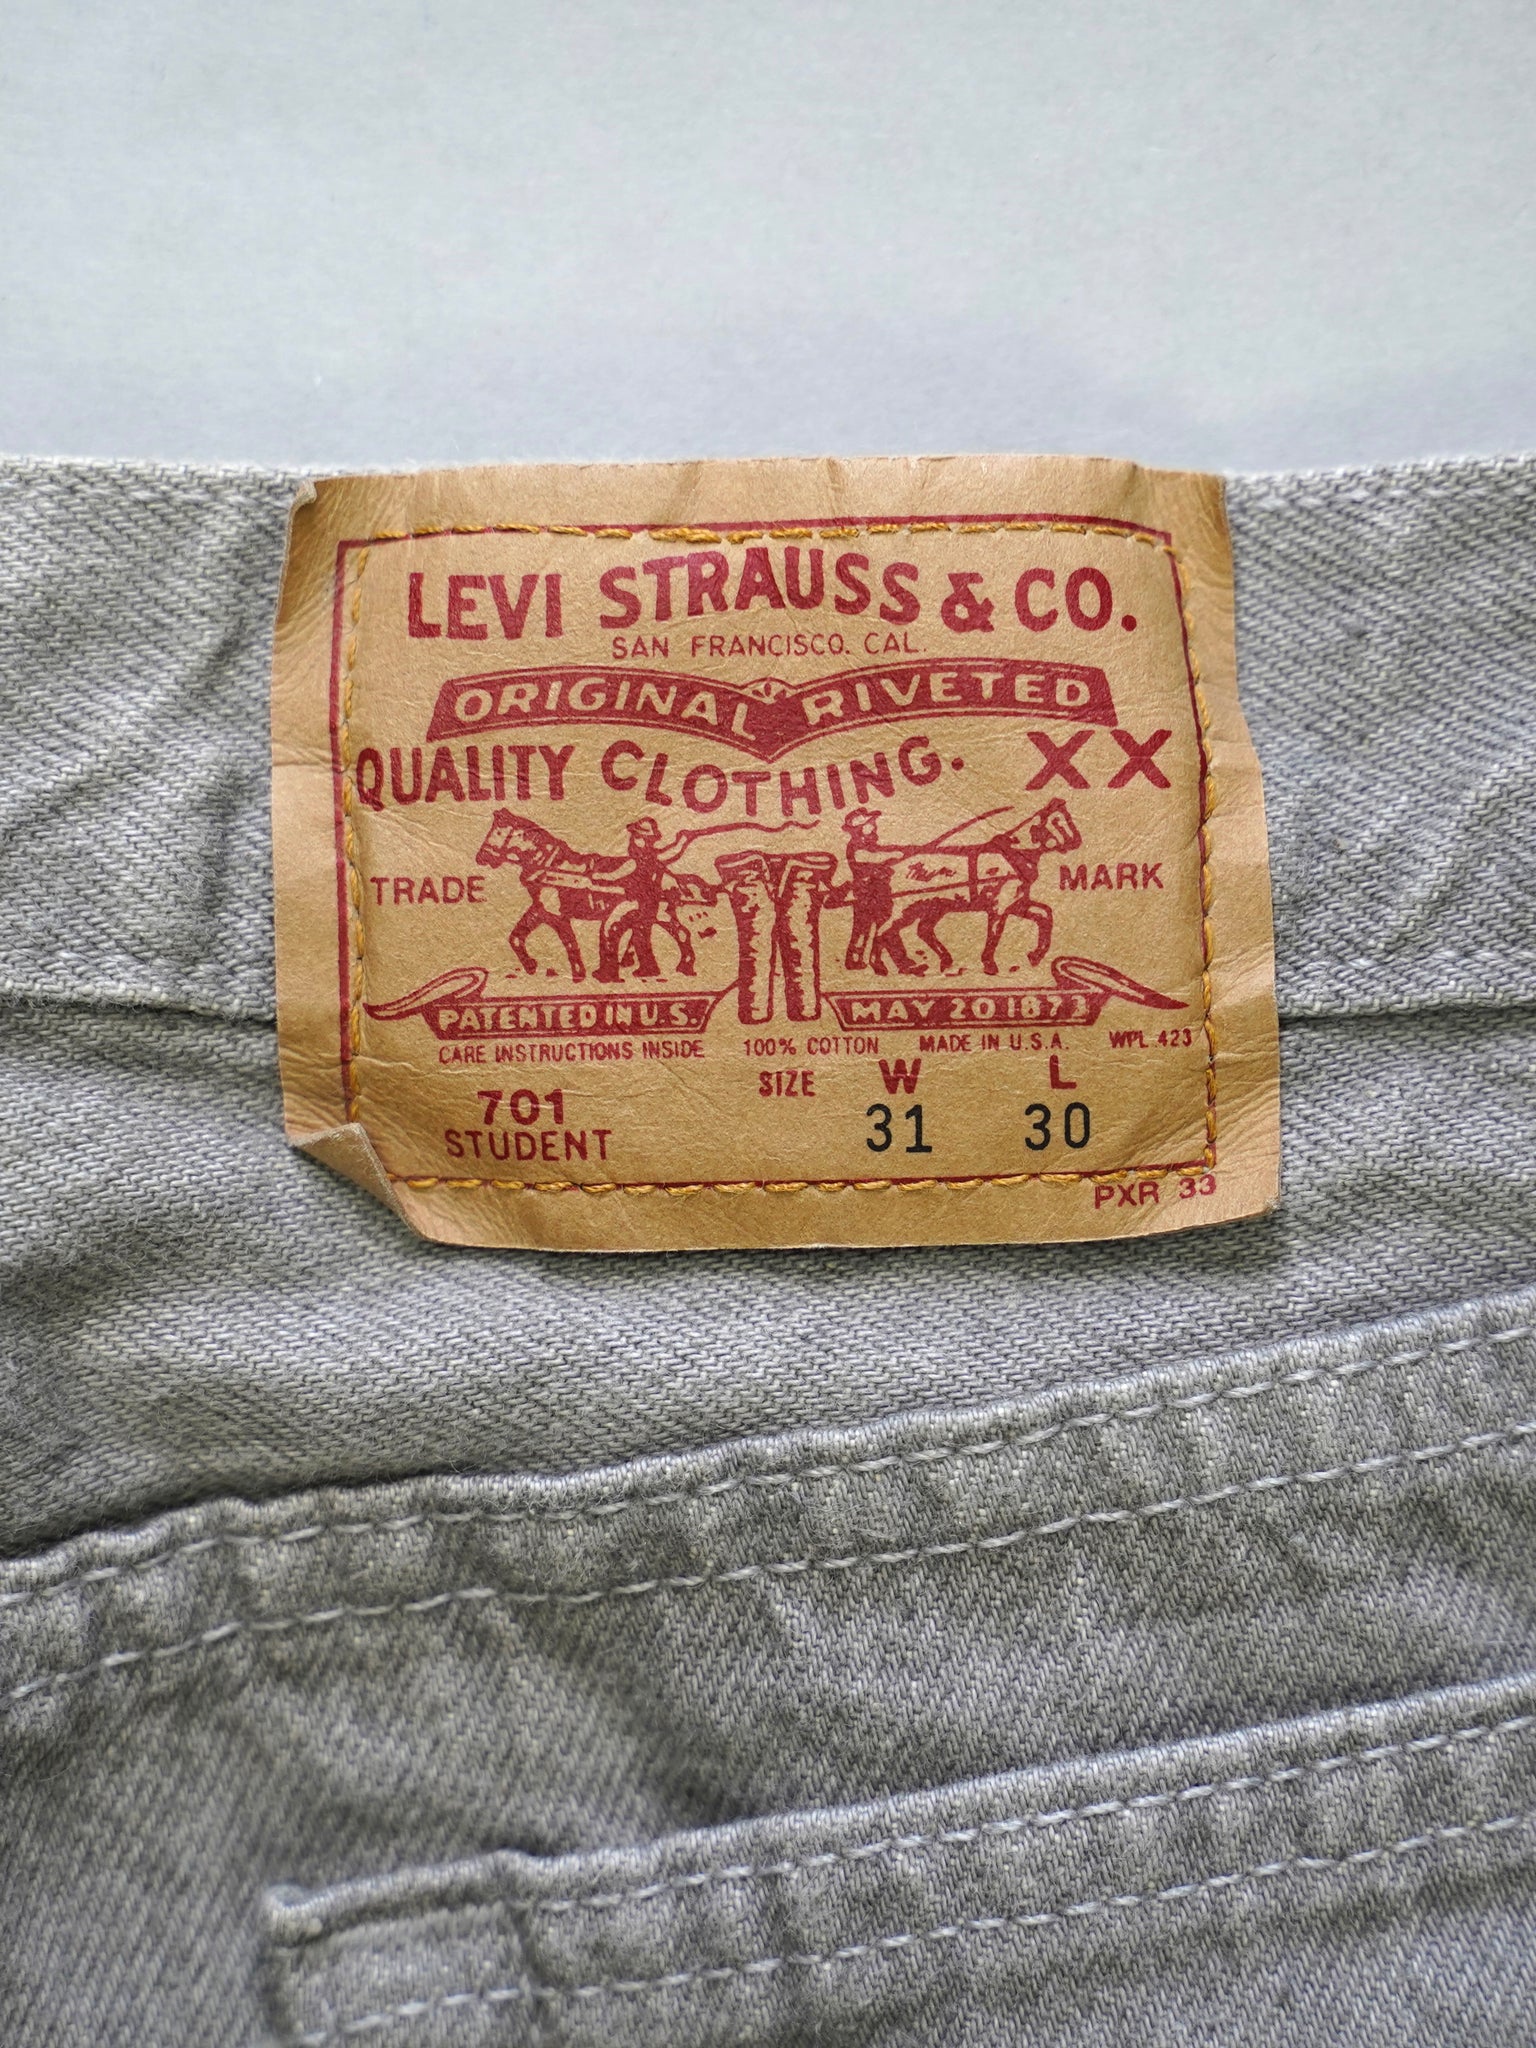 LEVI STRAUSS & CO.
SAN FRANCISCO. CAL.
ORIGINAL RIVETED
QUALITY CLOTHING. XX
TRADE MARK
PATENTED IN U.S. MAY 20 1873
CARE INSTRUCTIONS INSIDE 100% COTTON MADE IN U.S.A. WPL 423
SIZE W L
701 31 30
STUDENT
PXR 33